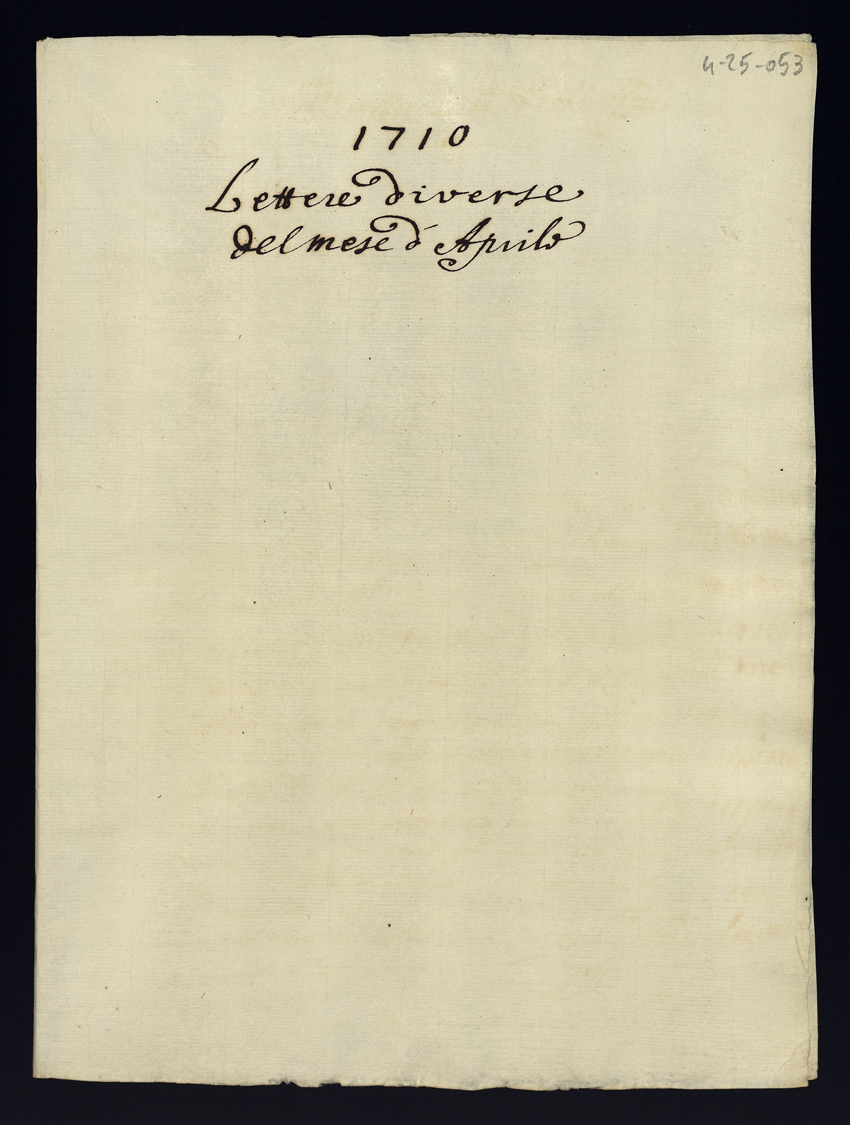 4-25-053
1710
Lettere diverse
del mese d'Aprile